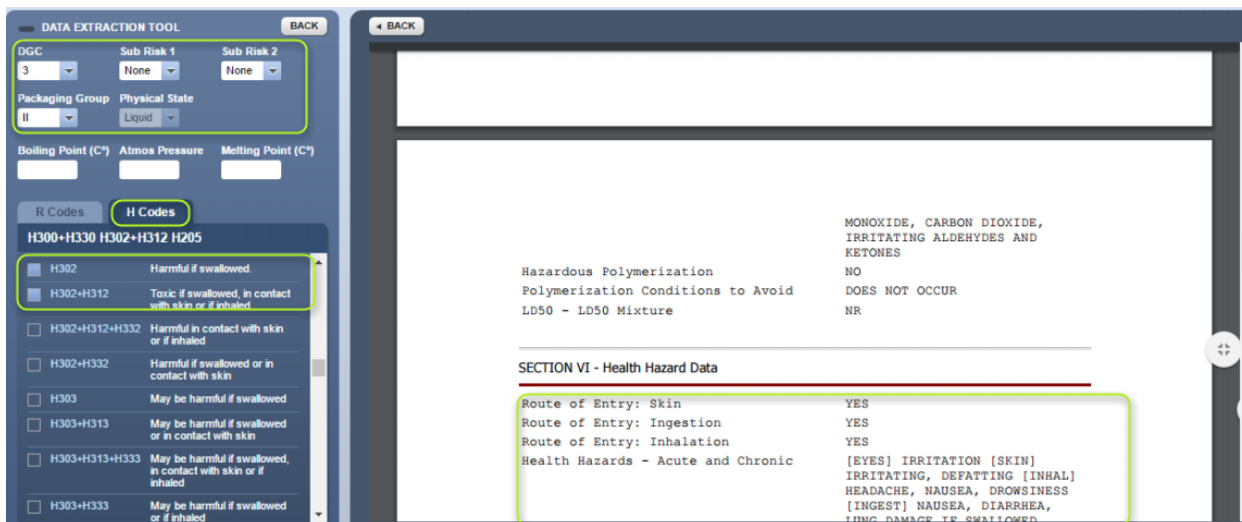 DATA EXTRACTION TOOL
BACK
DGC Sub Risk 1 Sub Risk 2
3 None None
Packaging Group Physical State
II Liquid
Boiling Point (Cº) Atmos Pressure Melting Point (Cº)
R Codes H Codes
H300+H330 H302+H312 H205
H302 Harmful if swallowed.
H302+H312 Toxic if swallowed, in contact
with skin or if inhaled
H302+H312+H332 Harmful in contact with skin
or if inhaled
H302+H332 Harmful if swallowed or in
contact with skin
H303 May be harmful if swallowed
H303+H313 May be harmful if swallowed
or in contact with skin
H303+H313+H333 May be harmful if swallowed,
in contact with skin or if
inhaled
H303+H333 May be harmful if swallowed
or if inhaled
BACK
MONOXIDE, CARBON DIOXIDE,
IRRITATING ALDEHYDES AND
KETONES
Hazardous Polymerization NO
Polymerization Conditions to Avoid DOES NOT OCCUR
LD50 - LD50 Mixture NR
SECTION VI - Health Hazard Data
Route of Entry: Skin YES
Route of Entry: Ingestion YES
Route of Entry: Inhalation YES
Health Hazards - Acute and Chronic [EYES] IRRITATION [SKIN]
IRRITATING, DEFATTING [INHAL]
HEADACHE, NAUSEA, DROWSINESS
[INGEST] NAUSEA, DIARRHEA,
LUNG DAMAGE IF SWALLOWED